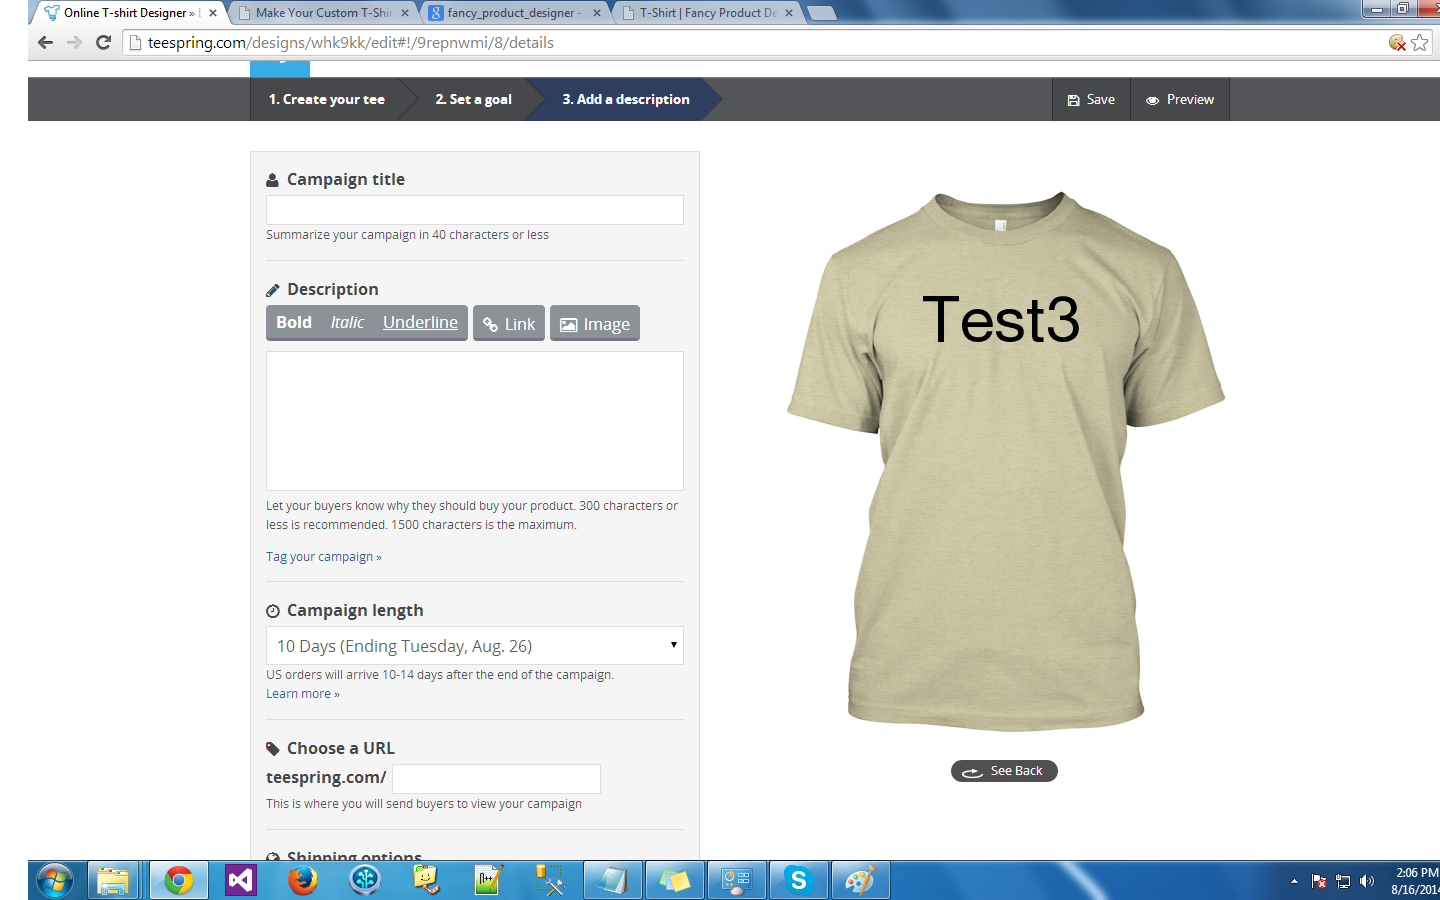 Online T-shirt Designer »
Make Your Custom T-Shir
fancy_product_designer -
T-Shirt | Fancy Product De
teespring.com/designs/whk9kk/edit#!/9repnwmi/8/details
1. Create your tee
2. Set a goal
3. Add a description
Save
Preview
Campaign title
Summarize your campaign in 40 characters or less
Description
Bold Italic Underline Link Image
Let your buyers know why they should buy your product. 300 characters or
less is recommended. 1500 characters is the maximum.
Tag your campaign »
Campaign length
10 Days (Ending Tuesday, Aug. 26)
US orders will arrive 10-14 days after the end of the campaign.
Learn more »
Choose a URL
teespring.com/
This is where you will send buyers to view your campaign
Shipping options
Test3
See Back
2:06 PM
8/16/2014